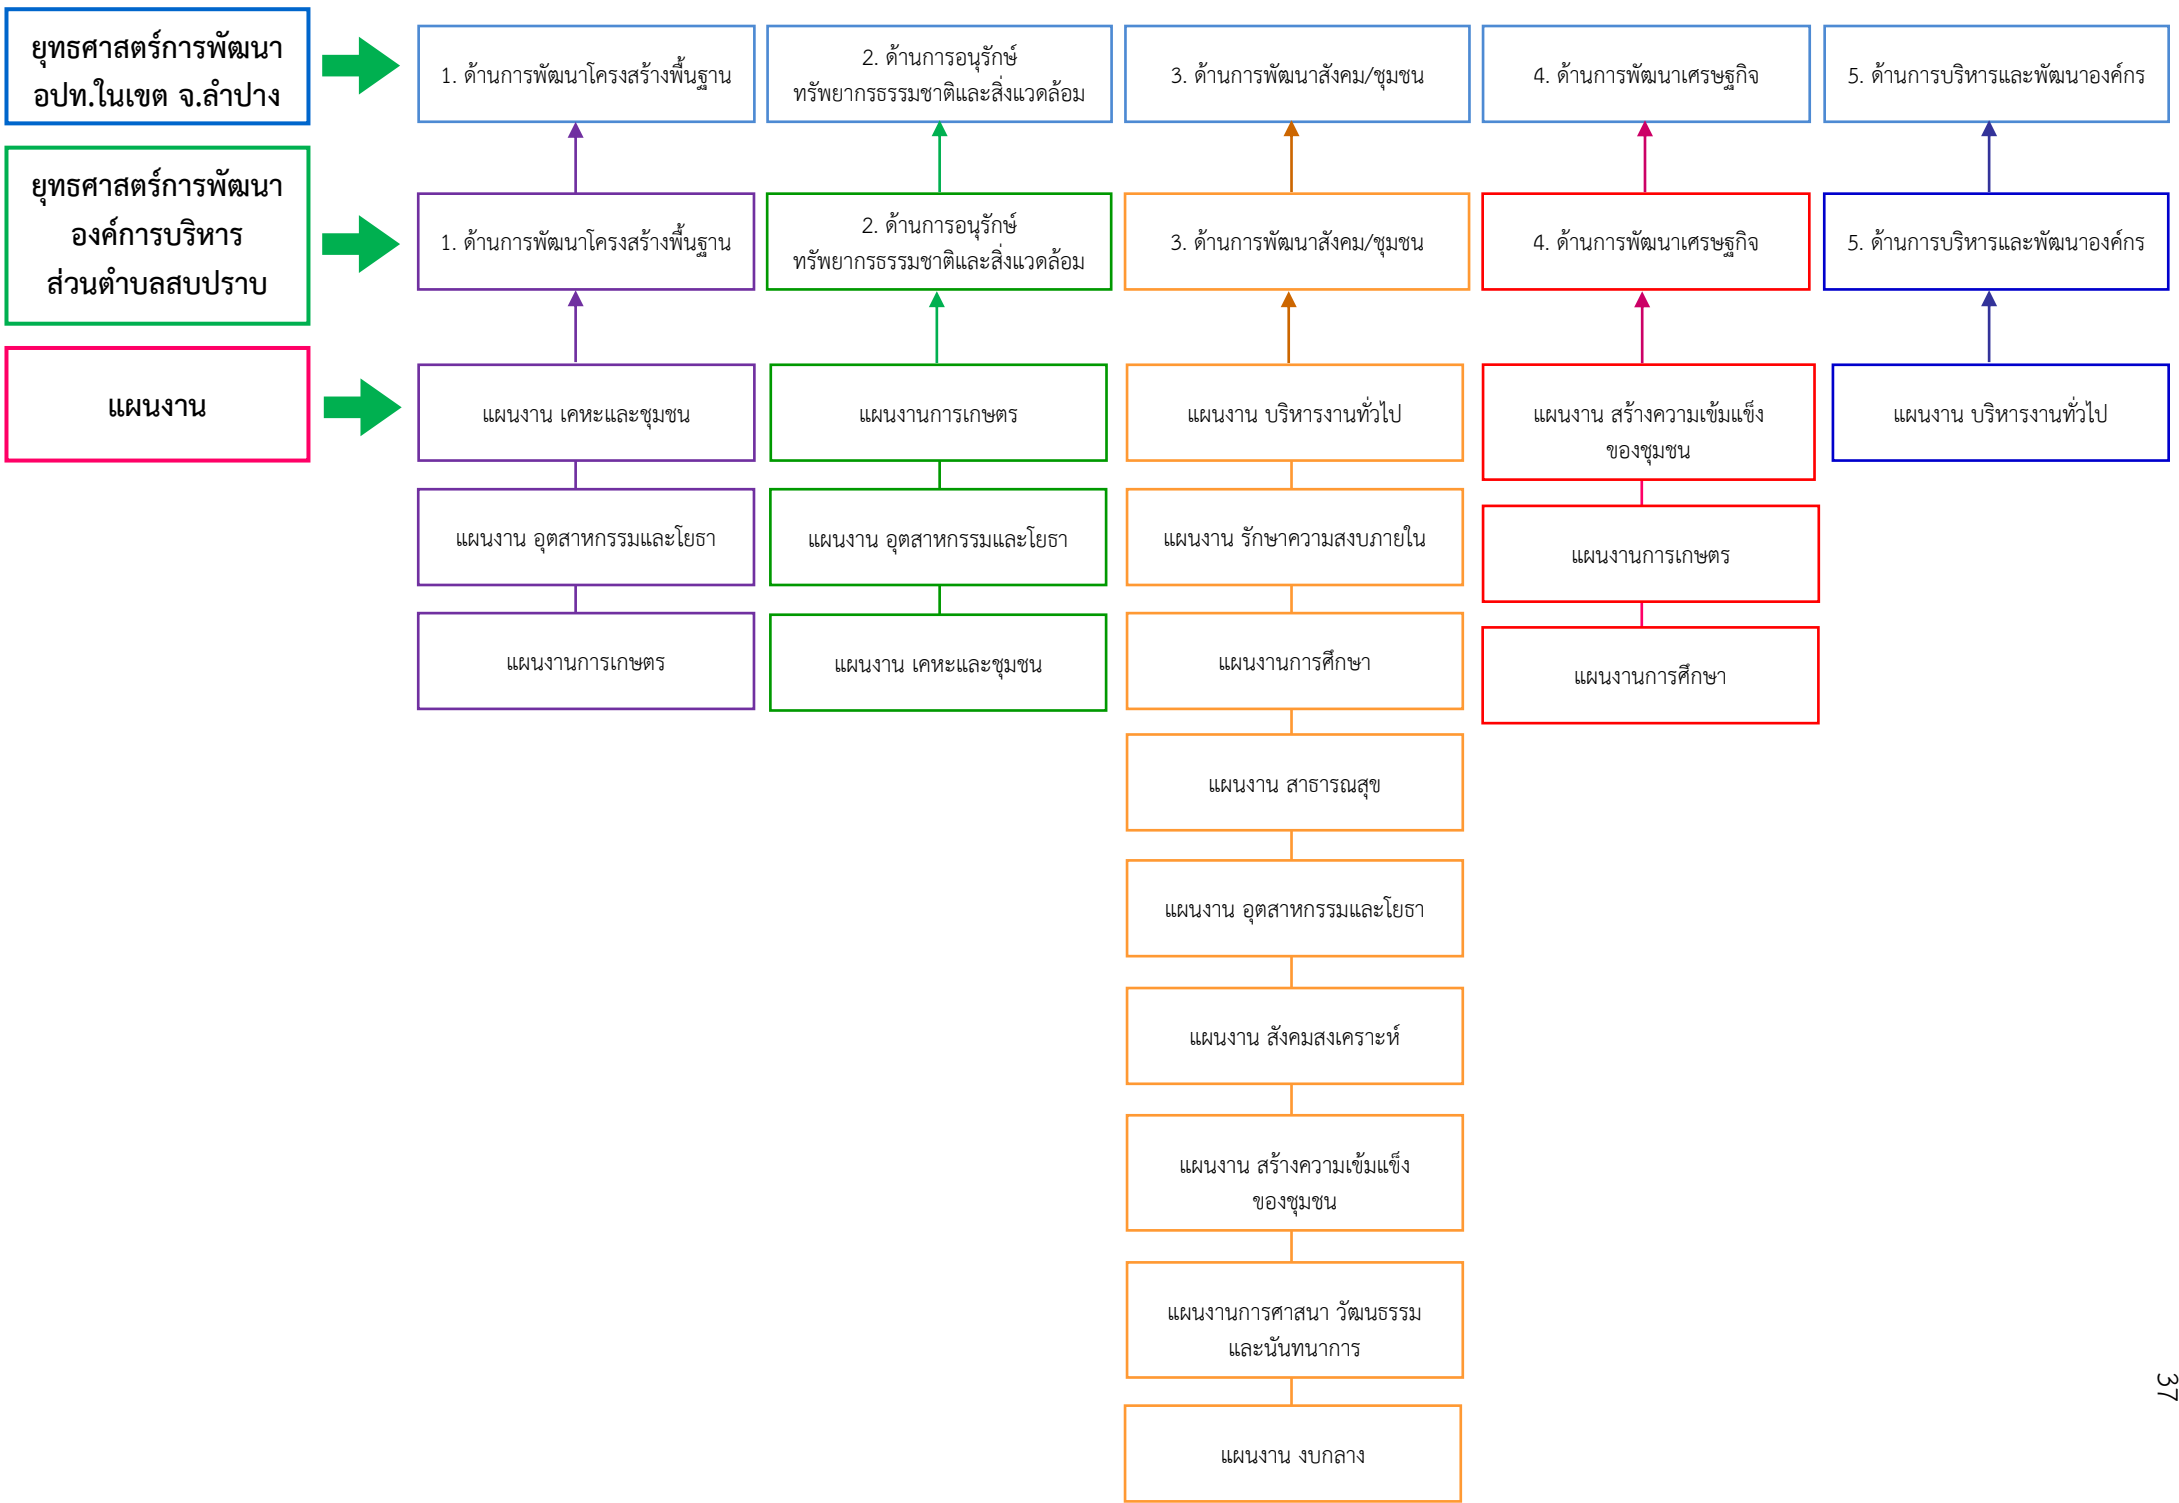 ยุทธศาสตร์การพัฒนา
อปท.ในเขต จ.ลำปาง
1. ด้านการพัฒนาโครงสร้างพื้นฐาน
2. ด้านการอนุรักษ์
ทรัพยากรธรรมชาติและสิ่งแวดล้อม
3. ด้านการพัฒนาสังคม/ชุมชน
4. ด้านการพัฒนาเศรษฐกิจ
5. ด้านการบริหารและพัฒนาองค์กร
ยุทธศาสตร์การพัฒนา
องค์การบริหาร
ส่วนตำบลสบปราบ
1. ด้านการพัฒนาโครงสร้างพื้นฐาน
2. ด้านการอนุรักษ์
ทรัพยากรธรรมชาติและสิ่งแวดล้อม
3. ด้านการพัฒนาสังคม/ชุมชน
4. ด้านการพัฒนาเศรษฐกิจ
5. ด้านการบริหารและพัฒนาองค์กร
แผนงาน
แผนงาน เคหะและชุมชน
แผนงานการเกษตร
แผนงาน บริหารงานทั่วไป
แผนงาน สร้างความเข้มแข็ง
ของชุมชน
แผนงาน บริหารงานทั่วไป
แผนงาน อุตสาหกรรมและโยธา
แผนงาน อุตสาหกรรมและโยธา
แผนงาน รักษาความสงบภายใน
แผนงานการเกษตร
แผนงานการเกษตร
แผนงาน เคหะและชุมชน
แผนงานการศึกษา
แผนงานการศึกษา
แผนงาน สาธารณสุข
แผนงาน อุตสาหกรรมและโยธา
แผนงาน สังคมสงเคราะห์
แผนงาน สร้างความเข้มแข็ง
ของชุมชน
แผนงานการศาสนา วัฒนธรรม
และนันทนาการ
แผนงาน งบกลาง
37